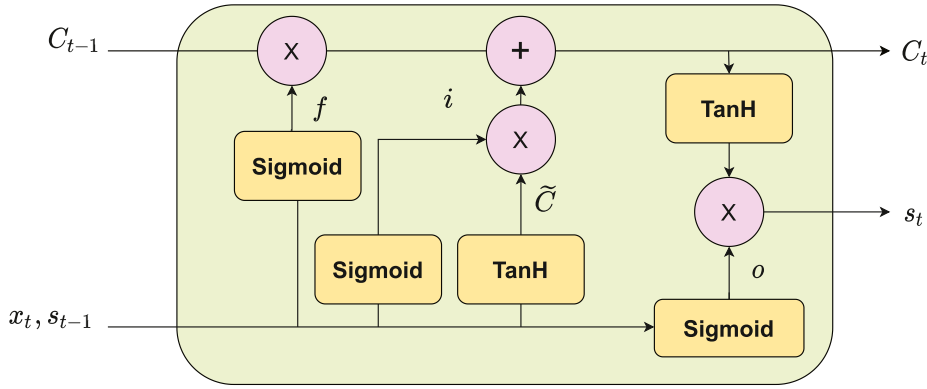 C_{t-1}
X
+
C_t
f
i
TanH
X
Sigmoid
C̃
X
s_t
Sigmoid
TanH
o
x_t, s_{t-1}
Sigmoid